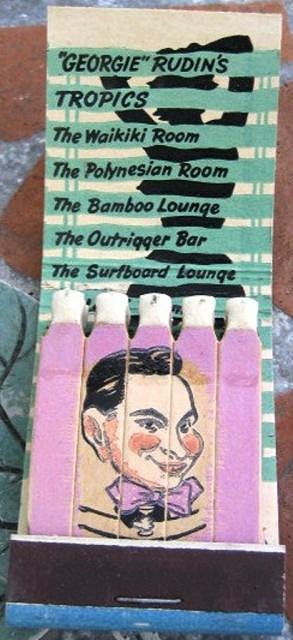 "GEORGIE" RUDIN'S
TROPICS
The Waikiki Room
The Polynesian Room
The Bamboo Lounge
The Outrigger Bar
The Surfboard Lounge